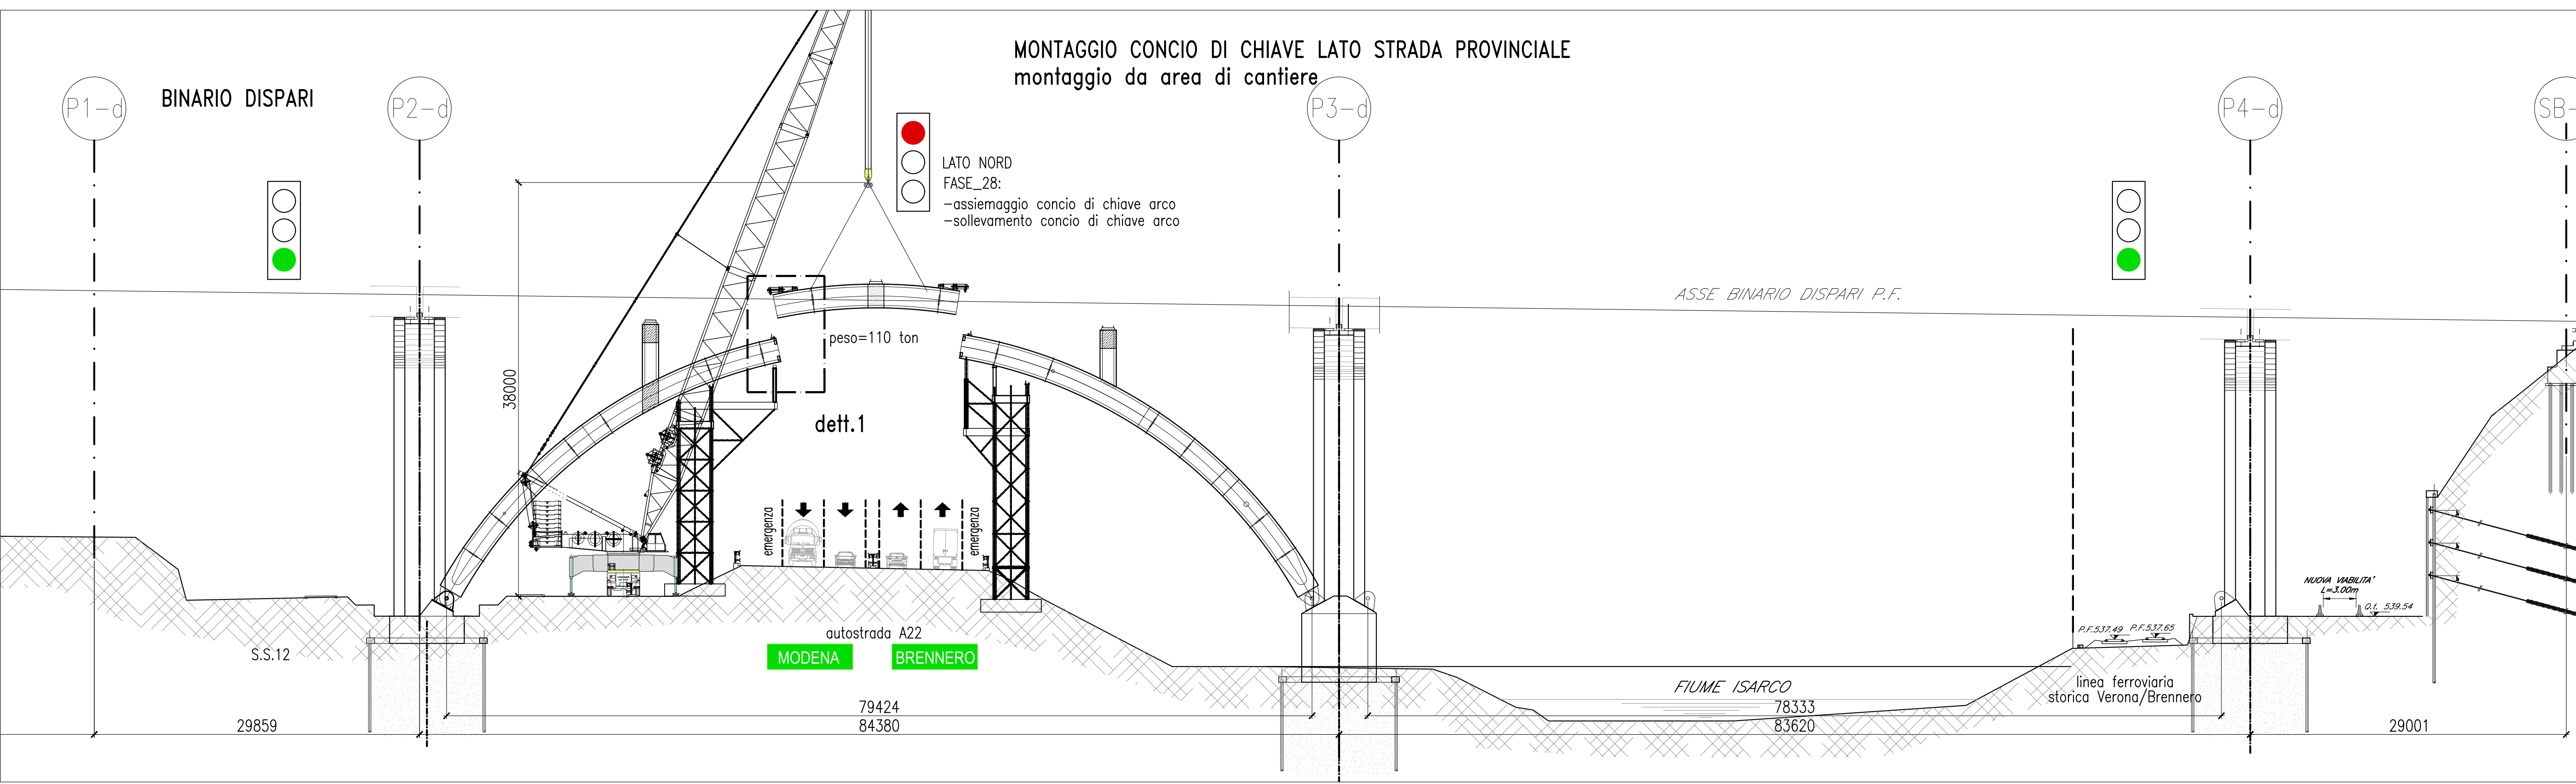 MONTAGGIO CONCIO DI CHIAVE LATO STRADA PROVINCIALE
montaggio da area di cantiere
P1-d
BINARIO DISPARI
P2-d
P3-d
P4-d
SB-
LATO NORD
FASE_28:
-assiemaggio concio di chiave arco
-sollevamento concio di chiave arco
ASSE BINARIO DISPARI P.F.
peso=110 ton
38000
dett.1
emergenza
emergenza
NUOVA VIABILITA'
L=3.00m
Q.t. 539.54
P.F.537.49
P.F.537.65
autostrada A22
MODENA
BRENNERO
S.S.12
FIUME ISARCO
linea ferroviaria
storica Verona/Brennero
79424
78333
29859
84380
83620
29001